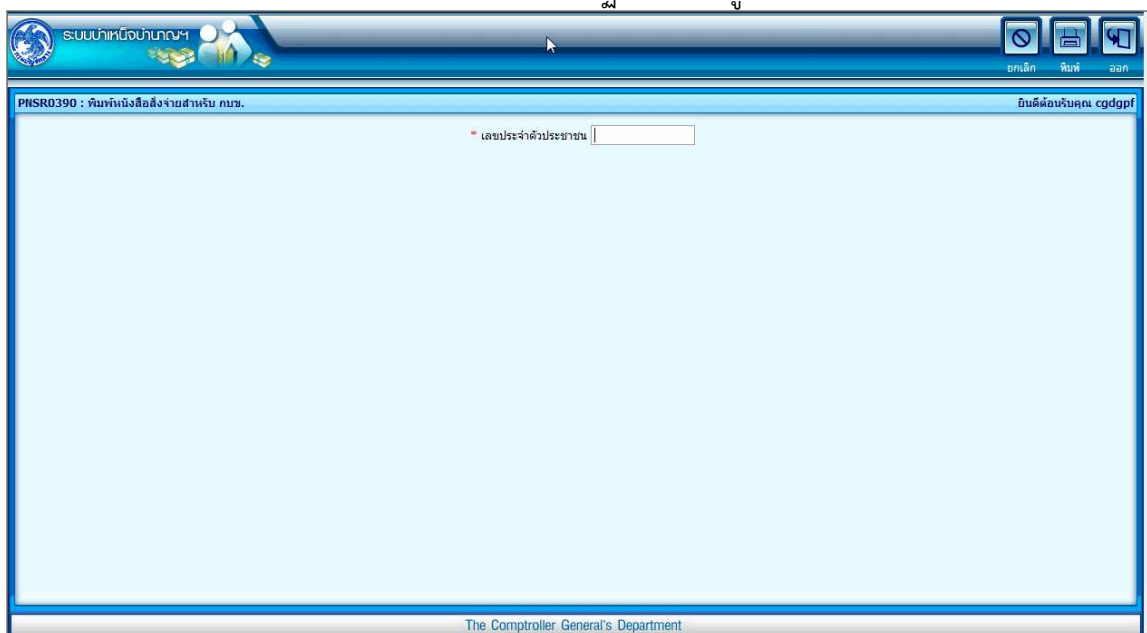 ระบบบำเหน็จบำนาญฯ
ยกเลิก พิมพ์ ออก
PNSR0390 : พิมพ์หนังสือสั่งจ่ายสำหรับ กบข. ยินดีต้อนรับคุณ cgdgpf
* เลขประจำตัวประชาชน
The Comptroller General's Department